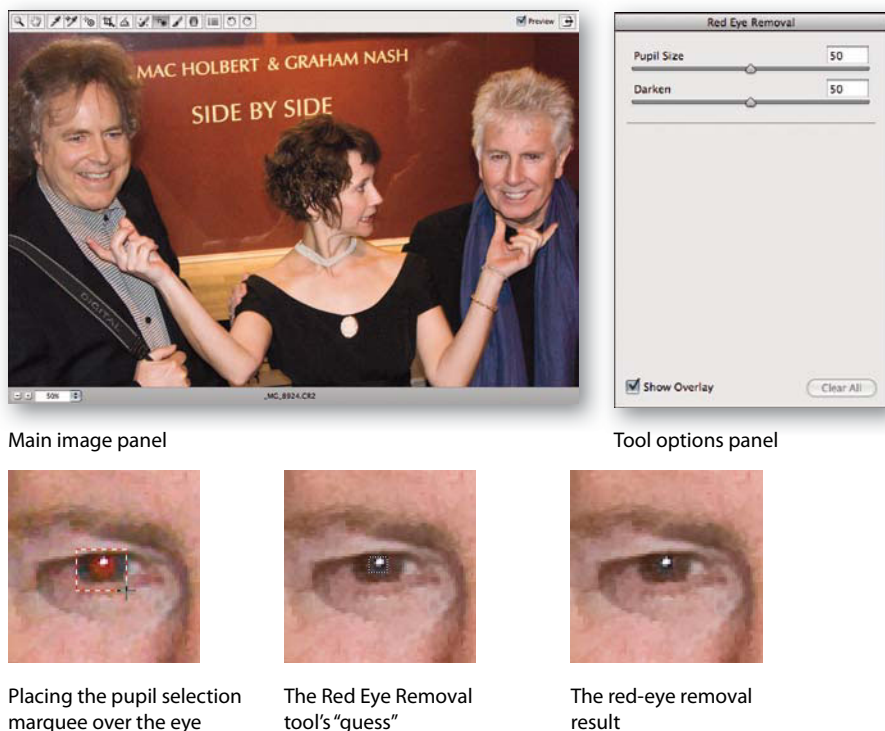 Preview
Red Eye Removal
Pupil Size 50
Darken 50
MAC HOLBERT & GRAHAM NASH
SIDE BY SIDE
DIGITAL
Show Overlay Clear All
50% _MG_8924.CR2
Main image panel Tool options panel
Placing the pupil selection
marquee over the eye
The Red Eye Removal
tool's “guess”
The red-eye removal
result